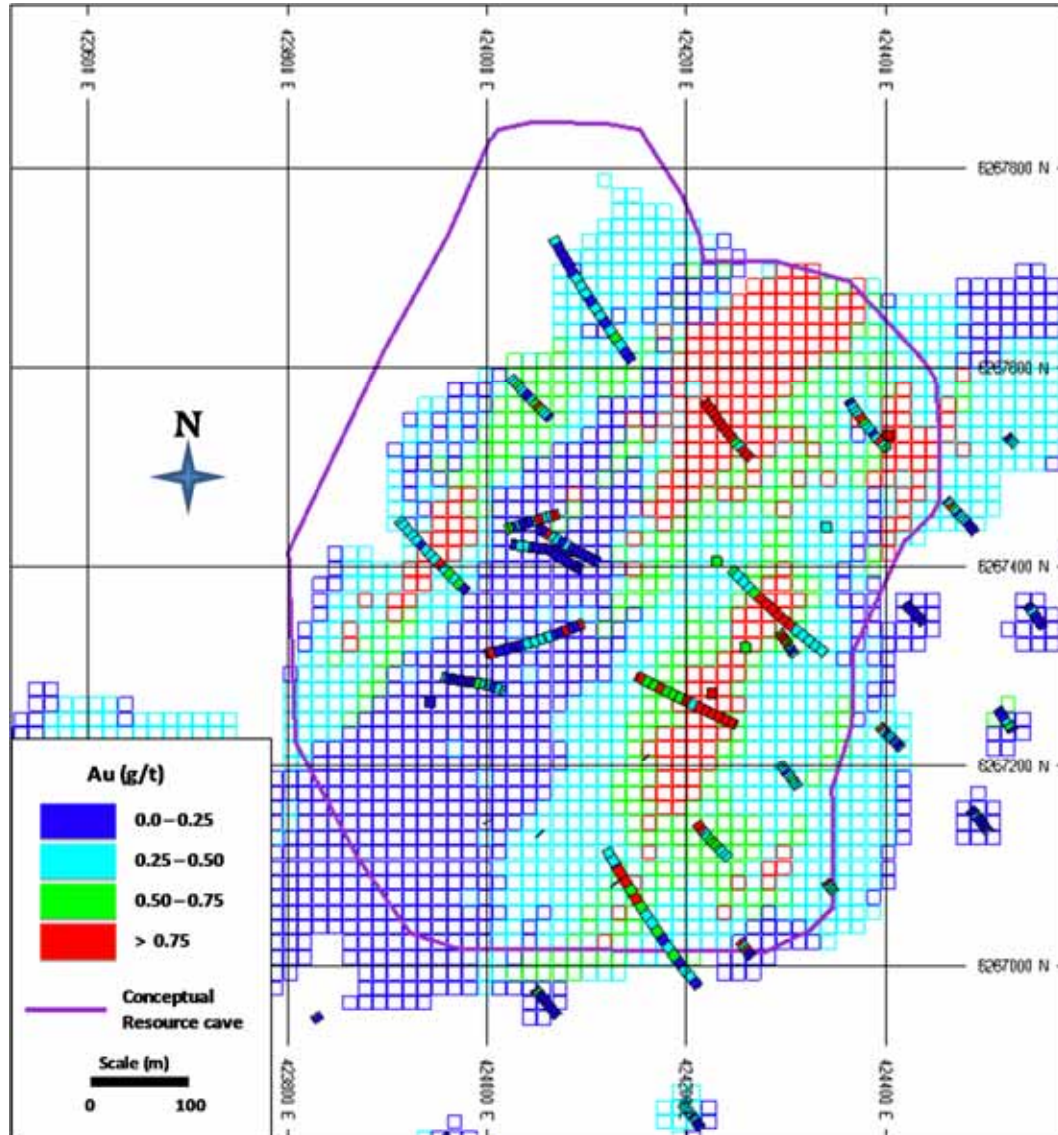 423600 E
423800 E
424000 E
424200 E
424400 E
6267800 N
6267600 N
N
6267400 N
6267200 N
Au (g/t)
0.0 – 0.25
0.25 – 0.50
0.50 – 0.75
> 0.75
6267000 N
Conceptual
Resource cave
Scale (m)
0 100
423800 E
424000 E
424200 E
424400 E